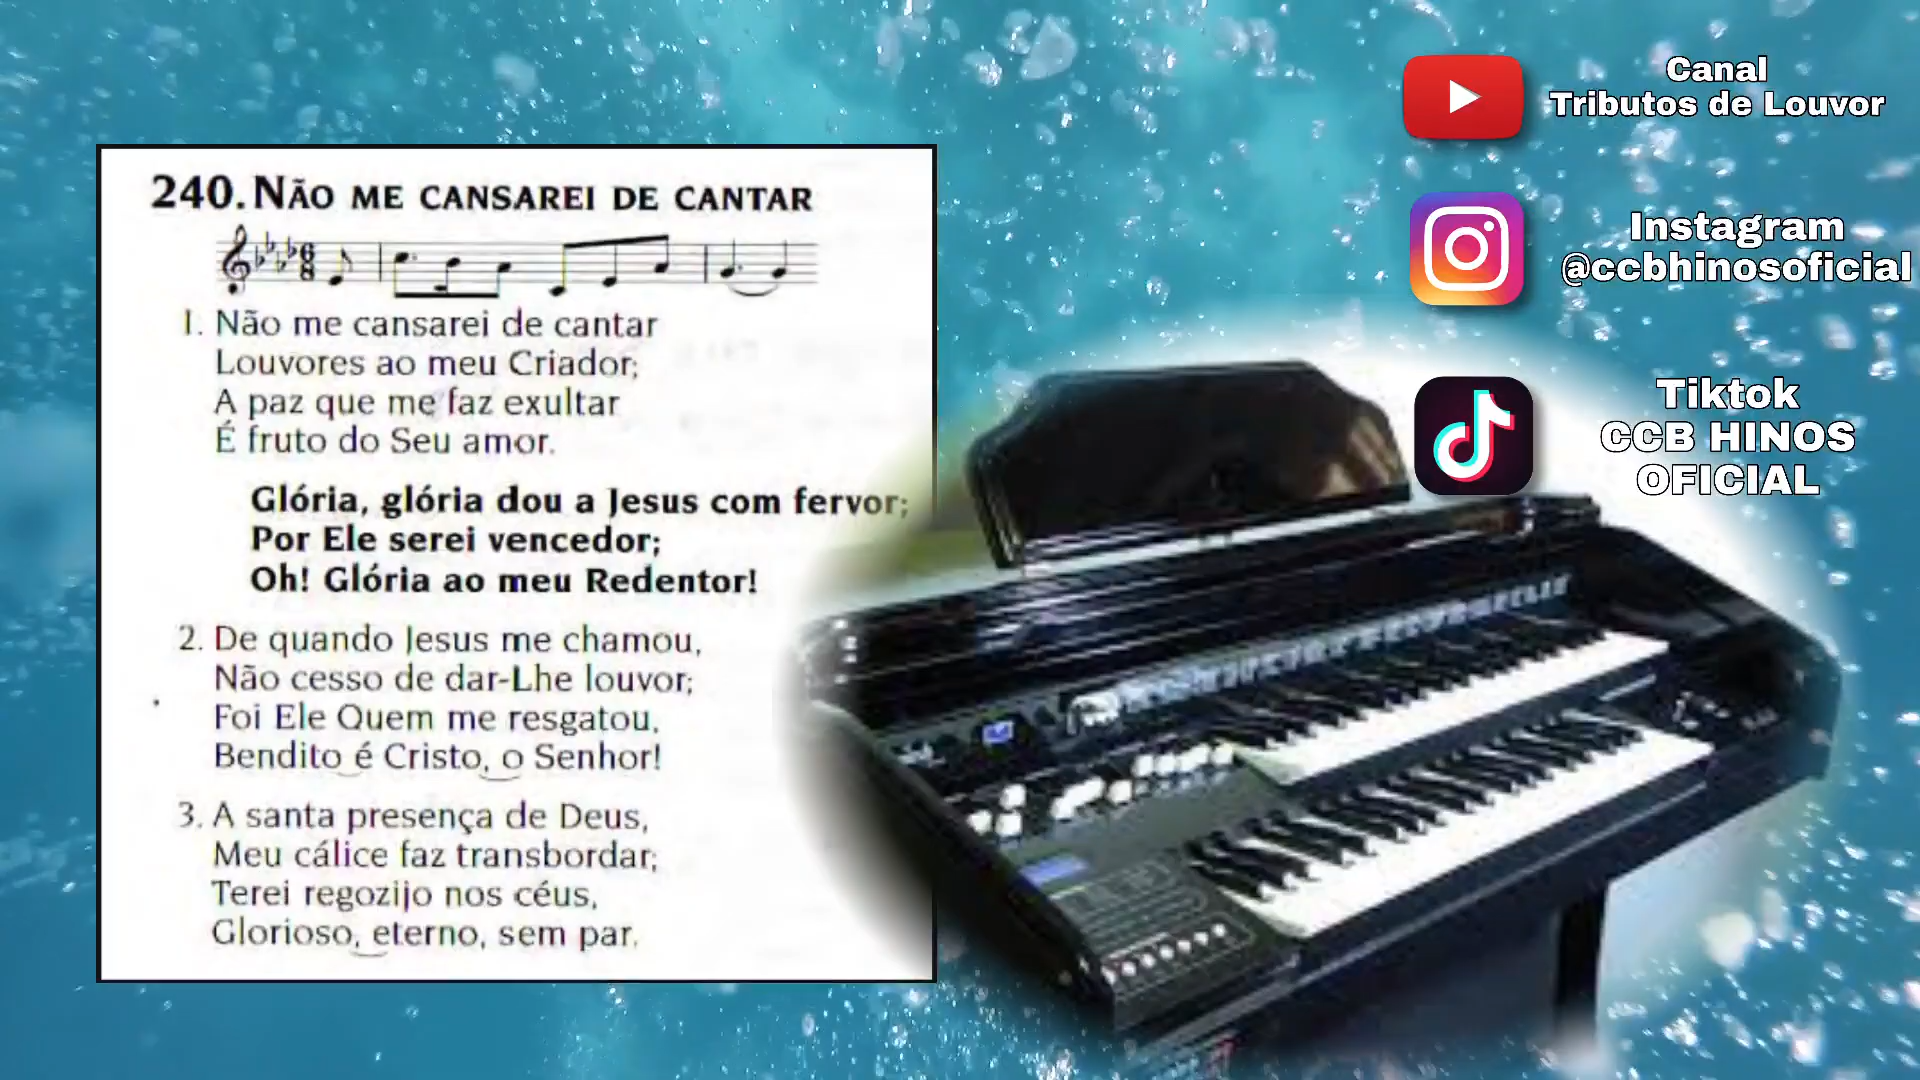 240. NÃO ME CANSAREI DE CANTAR
6
8
1. Não me cansarei de cantar
Louvores ao meu Criador;
A paz que me faz exultar
É fruto do Seu amor.
Glória, glória dou a Jesus com fervor;
Por Ele serei vencedor;
Oh! Glória ao meu Redentor!
2. De quando Jesus me chamou,
Não cesso de dar-Lhe louvor;
Foi Ele Quem me resgatou,
Bendito é Cristo, o Senhor!
3. A santa presença de Deus,
Meu cálice faz transbordar;
Terei regozijo nos céus,
Glorioso, eterno, sem par.
Canal
Tributos de Louvor
Instagram
@ccbhinosoficial
Tiktok
CCB HINOS
OFICIAL